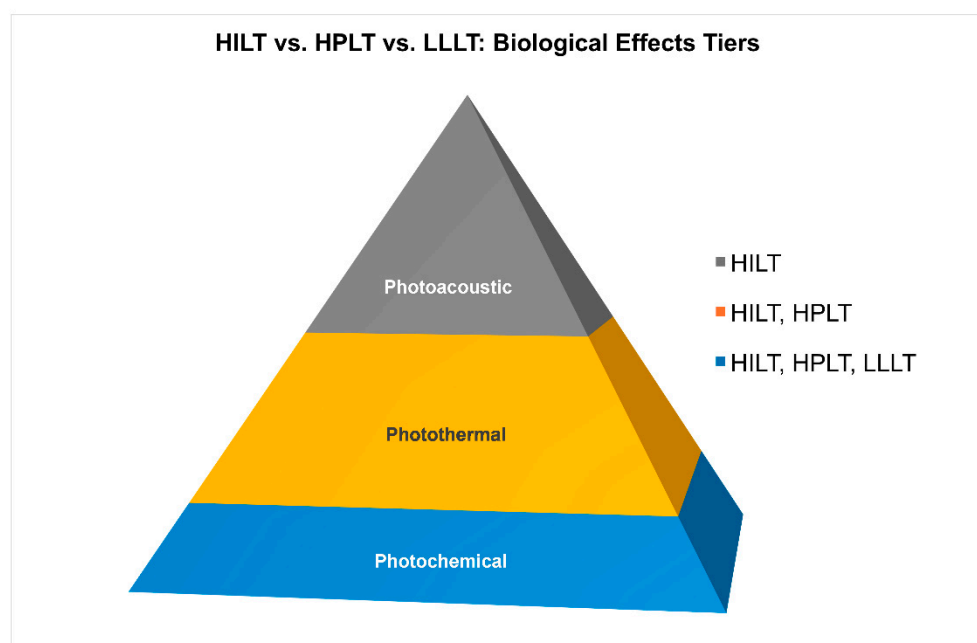 HILT vs. HPLT vs. LLLT: Biological Effects Tiers
Photoacoustic
Photothermal
Photochemical
HILT
HILT, HPLT
HILT, HPLT, LLLT